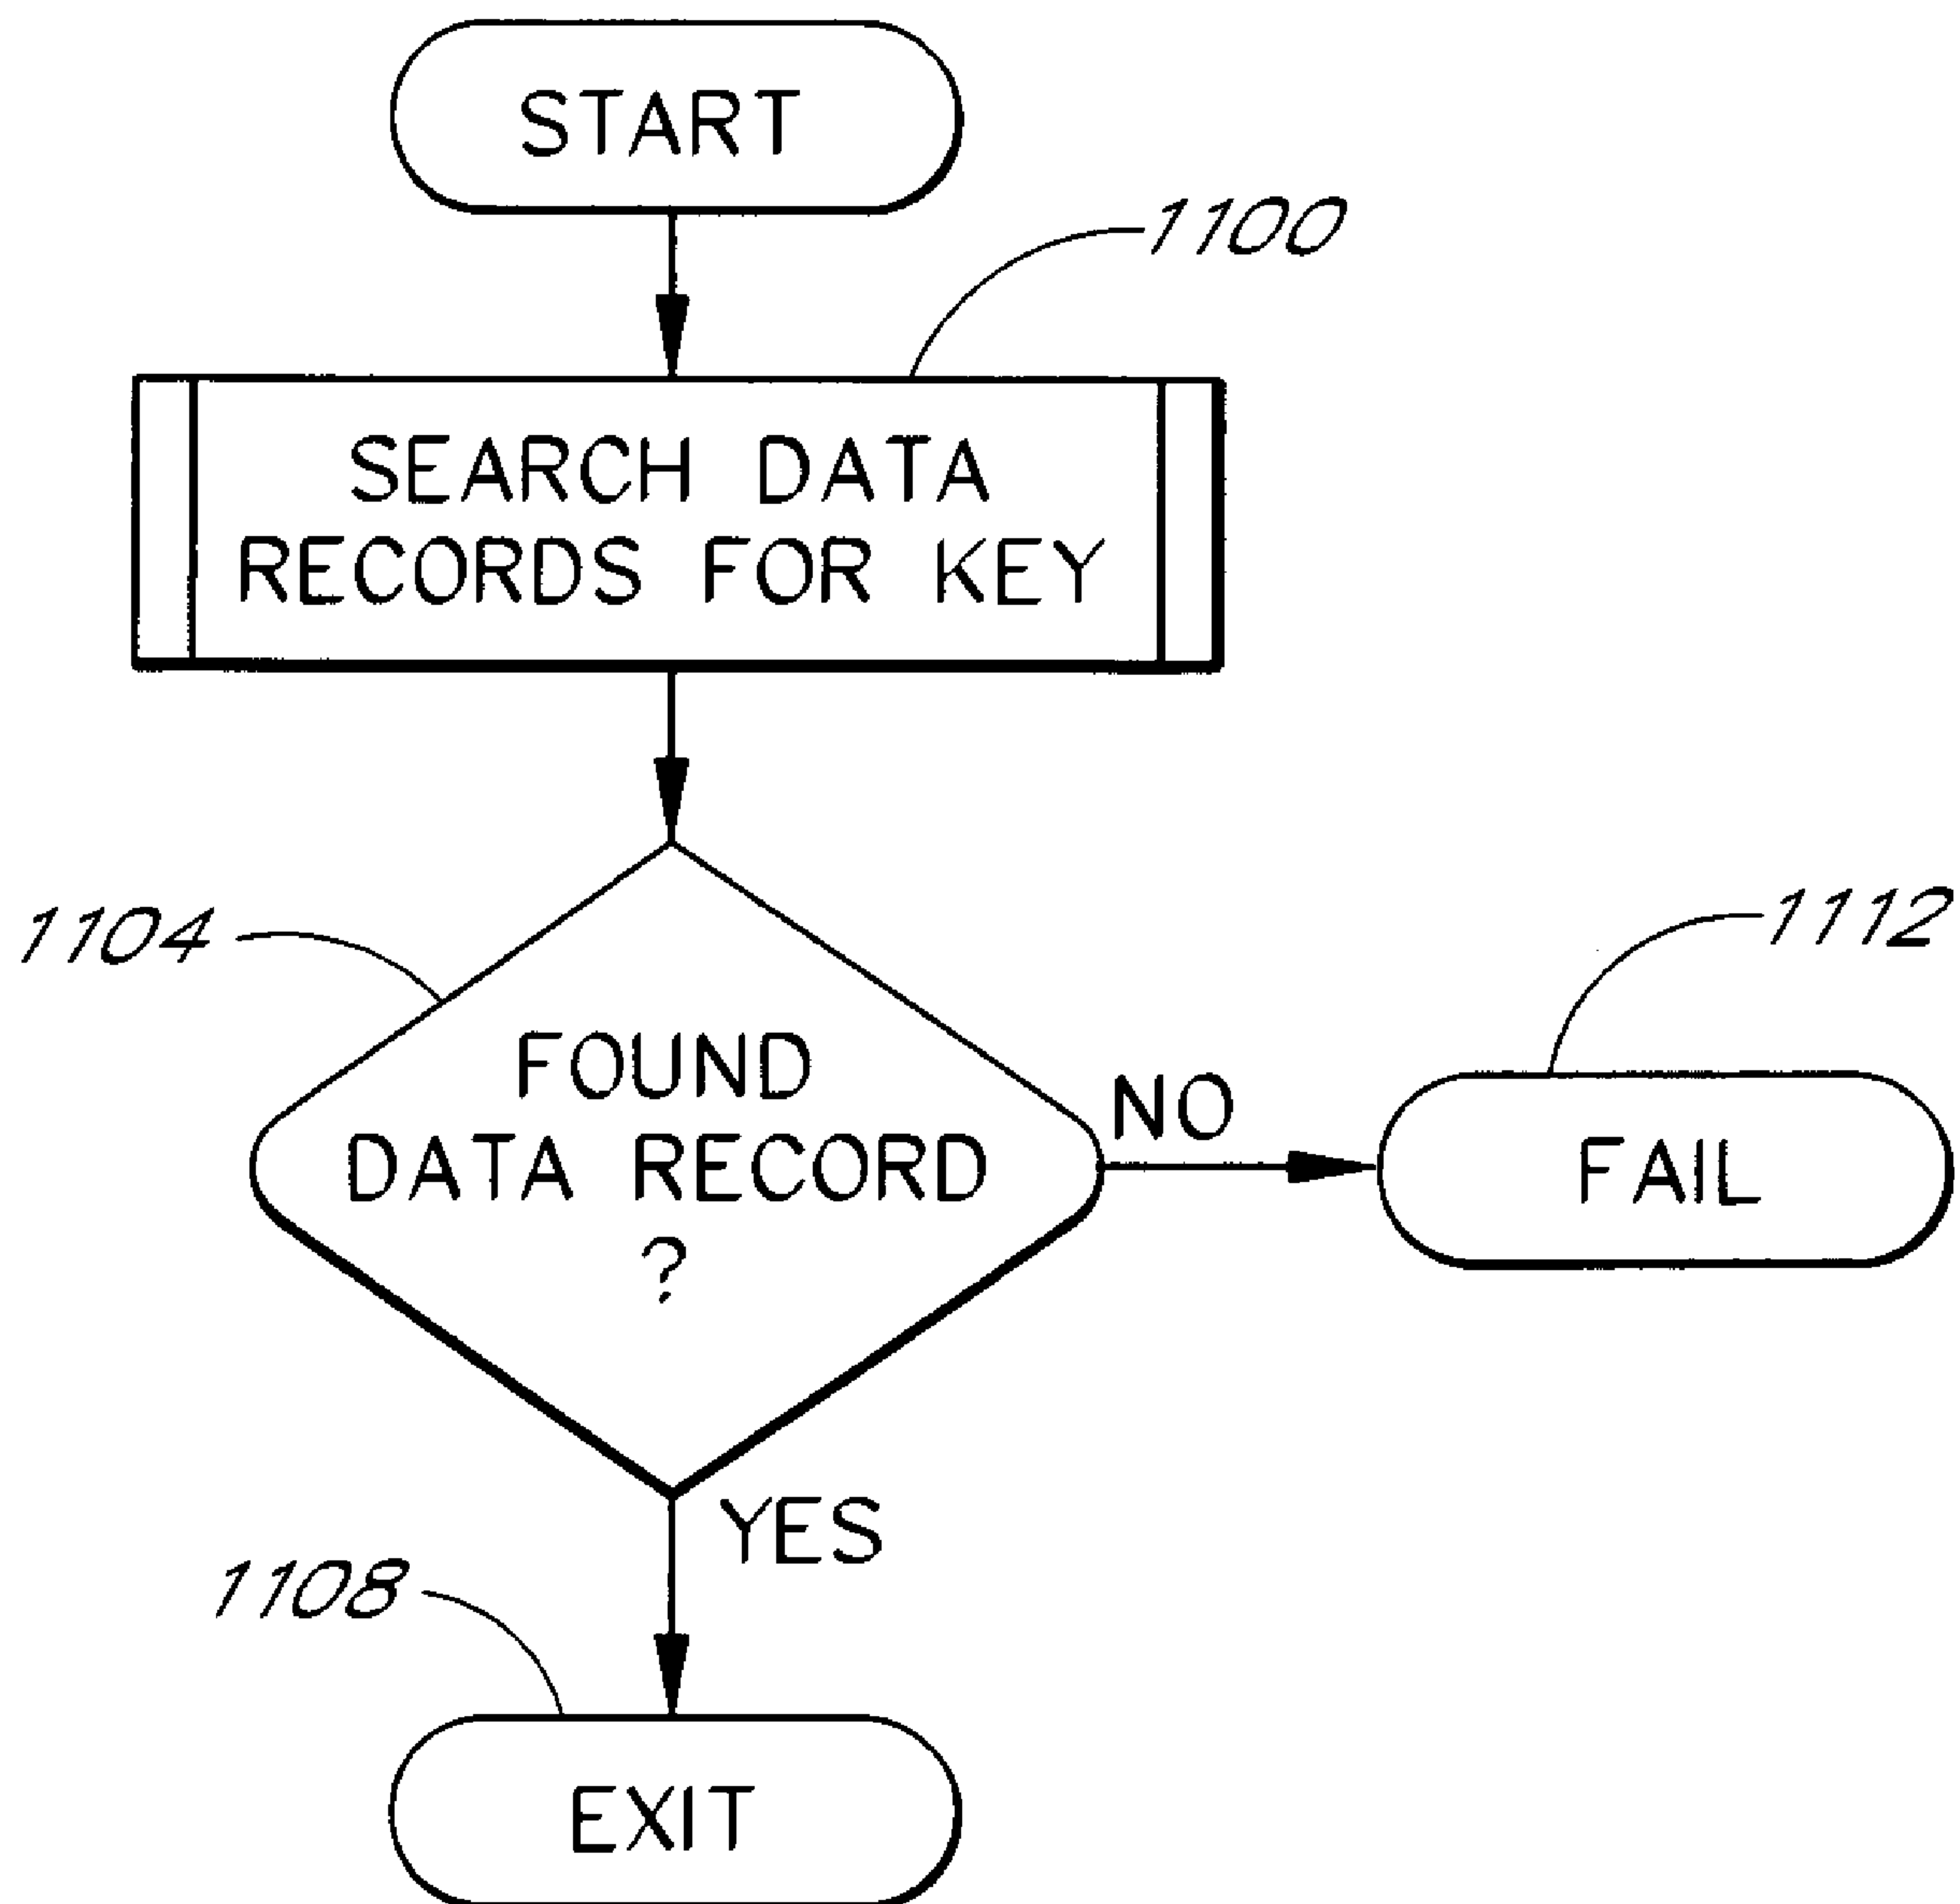 START
1100
SEARCH DATA
RECORDS FOR KEY
1104
1112
FOUND
DATA RECORD
?
NO
FAIL
YES
1108
EXIT